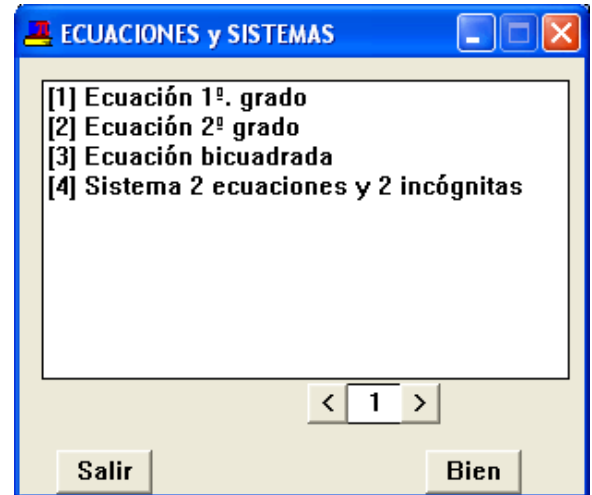 ECUACIONES y SISTEMAS
[1] Ecuación 1º. grado
[2] Ecuación 2º grado
[3] Ecuación bicuadrada
[4] Sistema 2 ecuaciones y 2 incógnitas
< 1 >
Salir Bien